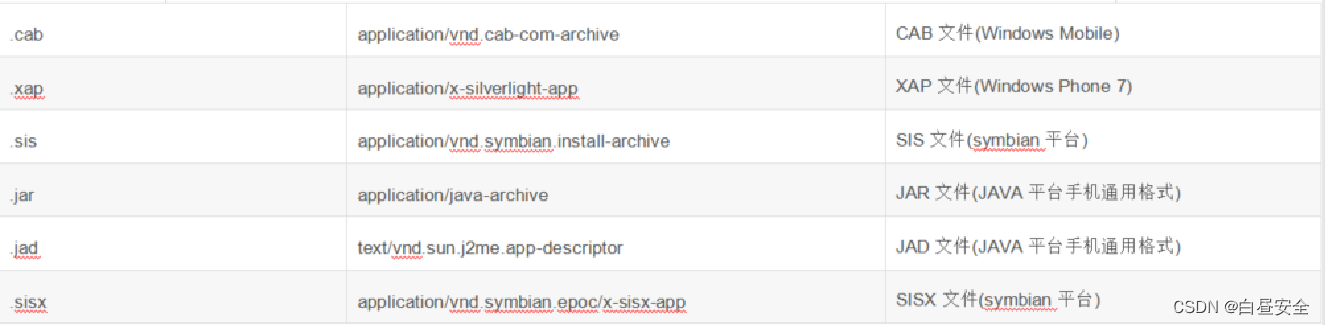 .cab application/vnd.cab-com-archive CAB 文件(Windows Mobile)
.xap application/x-silverlight-app XAP 文件(Windows Phone 7)
.sis application/vnd.symbian.install-archive SIS 文件(symbian 平台)
.jar application/java-archive JAR 文件(JAVA 平台手机通用格式)
.jad text/vnd.sun.j2me.app-descriptor JAD 文件(JAVA 平台手机通用格式)
.sisx application/vnd.symbian.epoc/x-sisx-app SISX 文件(symbian 平台)
CSDN @白昼安全